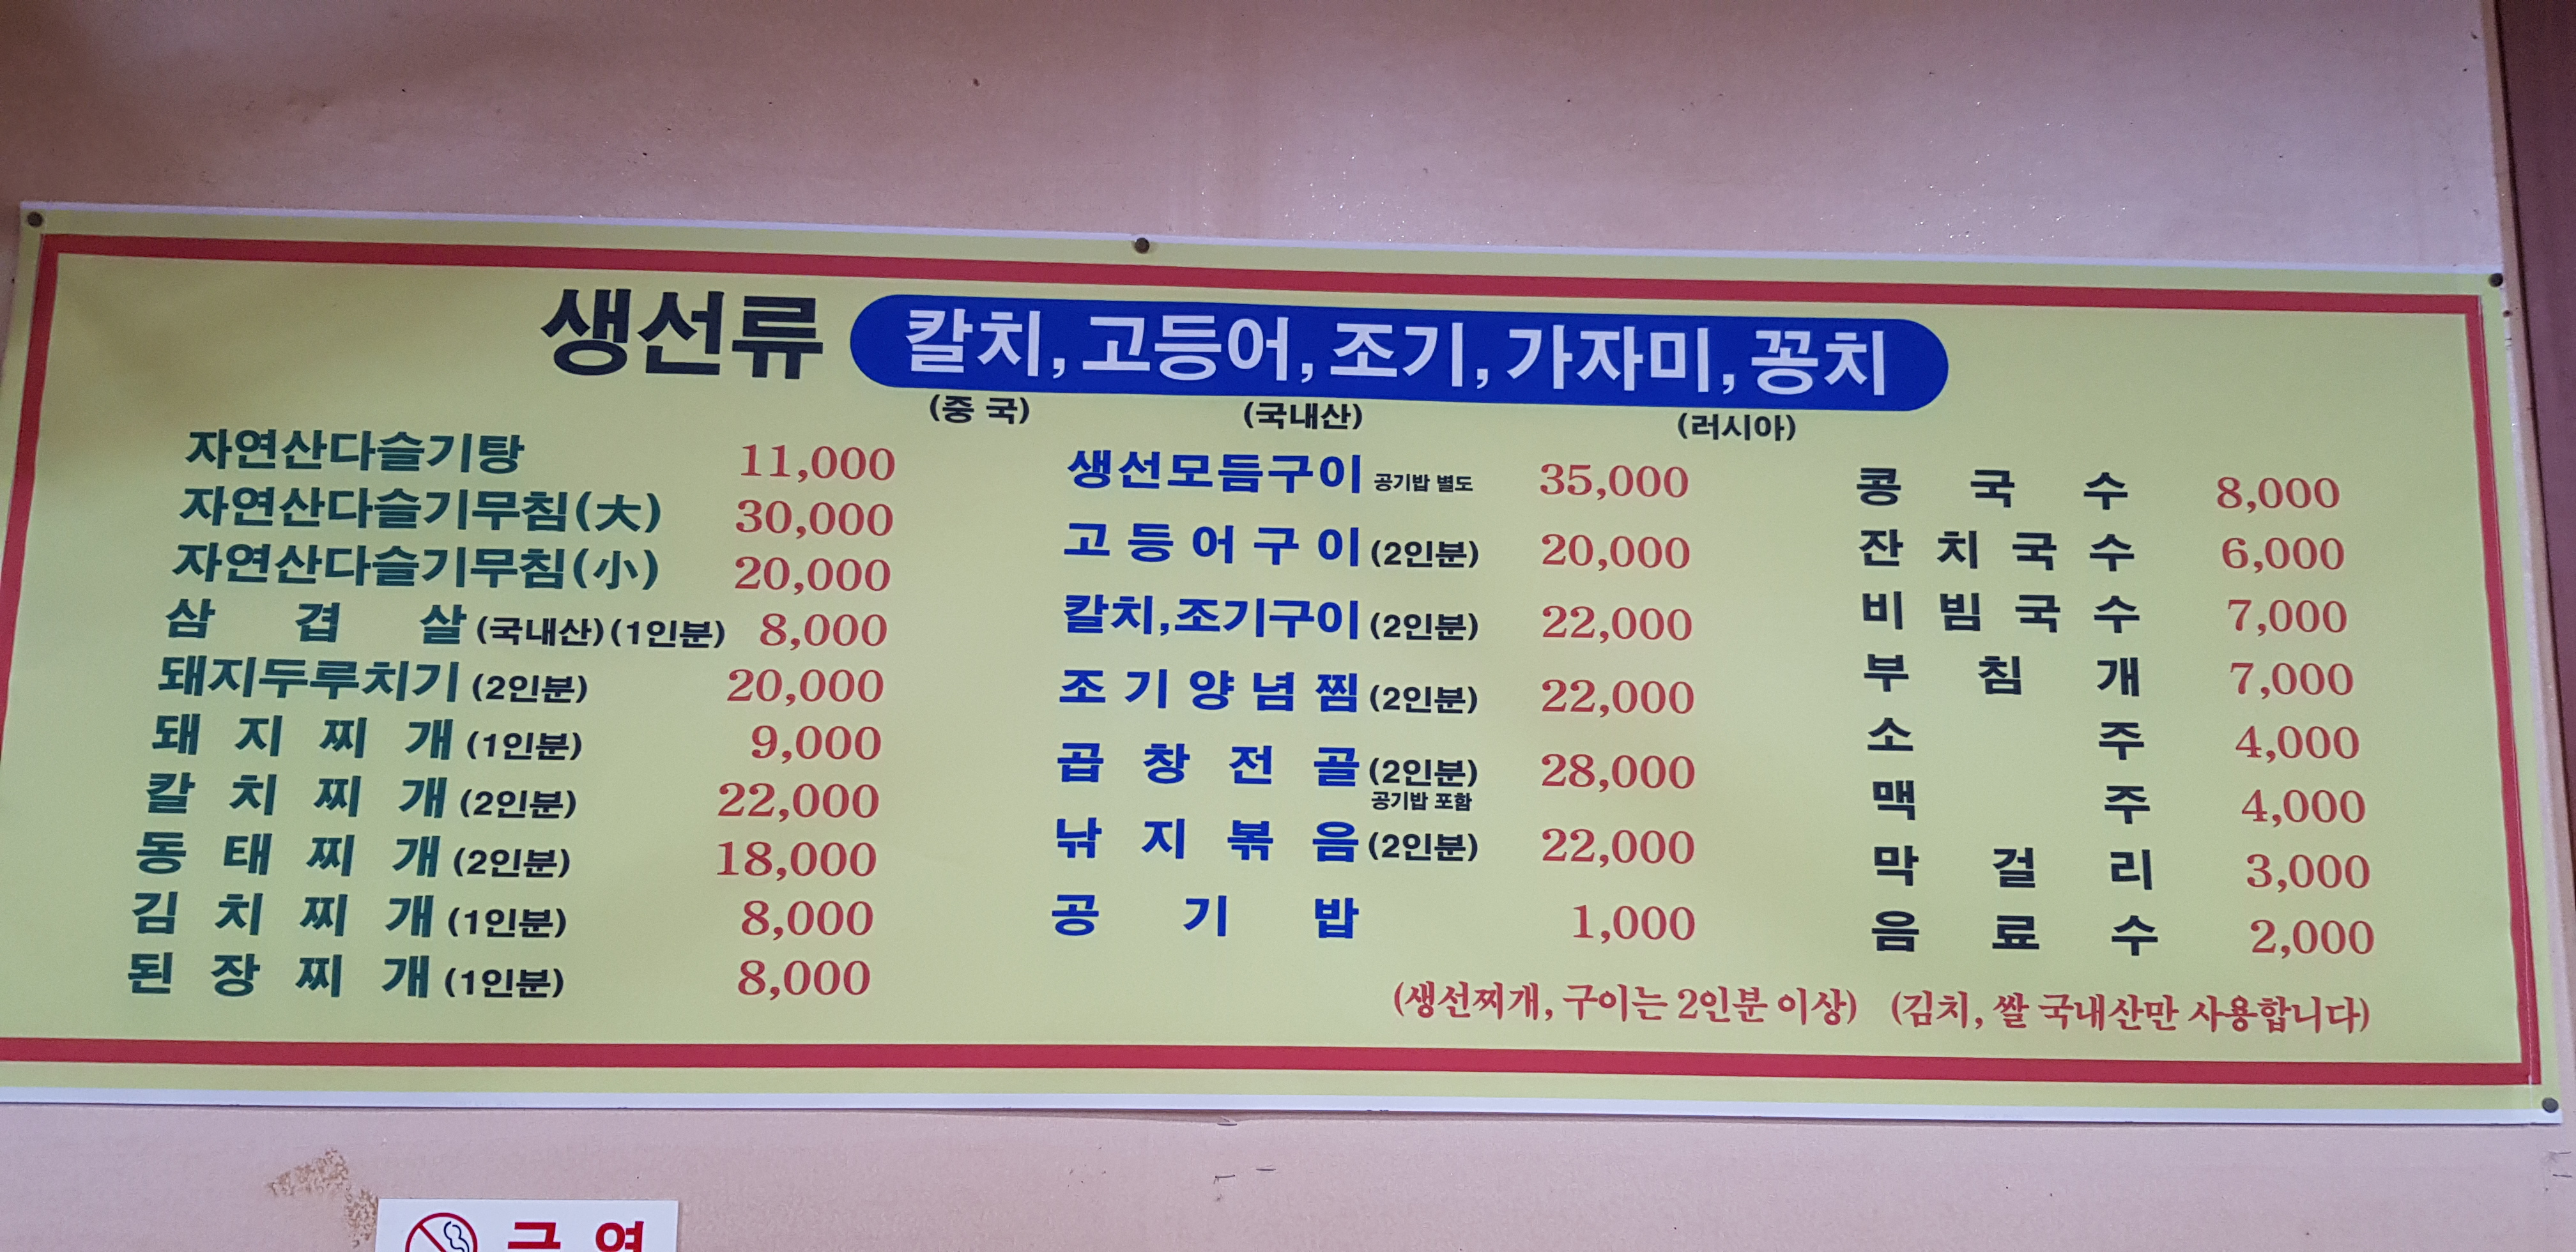 생선류 칼치, 고등어, 조기, 가자미, 꽁치
(중 국) (국내산) (러시아)
자연산다슬기탕 11,000
자연산다슬기무침(大) 30,000
자연산다슬기무침(小) 20,000
삼 겹 살 (국내산)(1인분) 8,000
돼지두루치기 (2인분) 20,000
돼 지 찌 개 (1인분) 9,000
칼 치 찌 개 (2인분) 22,000
동 태 찌 개 (2인분) 18,000
김 치 찌 개 (1인분) 8,000
된 장 찌 개 (1인분) 8,000
생선모듬구이 공기밥 별도 35,000
고 등 어 구 이 (2인분) 20,000
칼치,조기구이 (2인분) 22,000
조 기 양 념 찜 (2인분) 22,000
곱 창 전 골 (2인분) 28,000
공기밥 포함
낚 지 볶 음 (2인분) 22,000
공 기 밥 1,000
콩 국 수 8,000
잔 치 국 수 6,000
비 빔 국 수 7,000
부 침 개 7,000
소 주 4,000
맥 주 4,000
막 걸 리 3,000
음 료 수 2,000
(생선찌개, 구이는 2인분 이상) (김치, 쌀 국내산만 사용합니다)
금 연